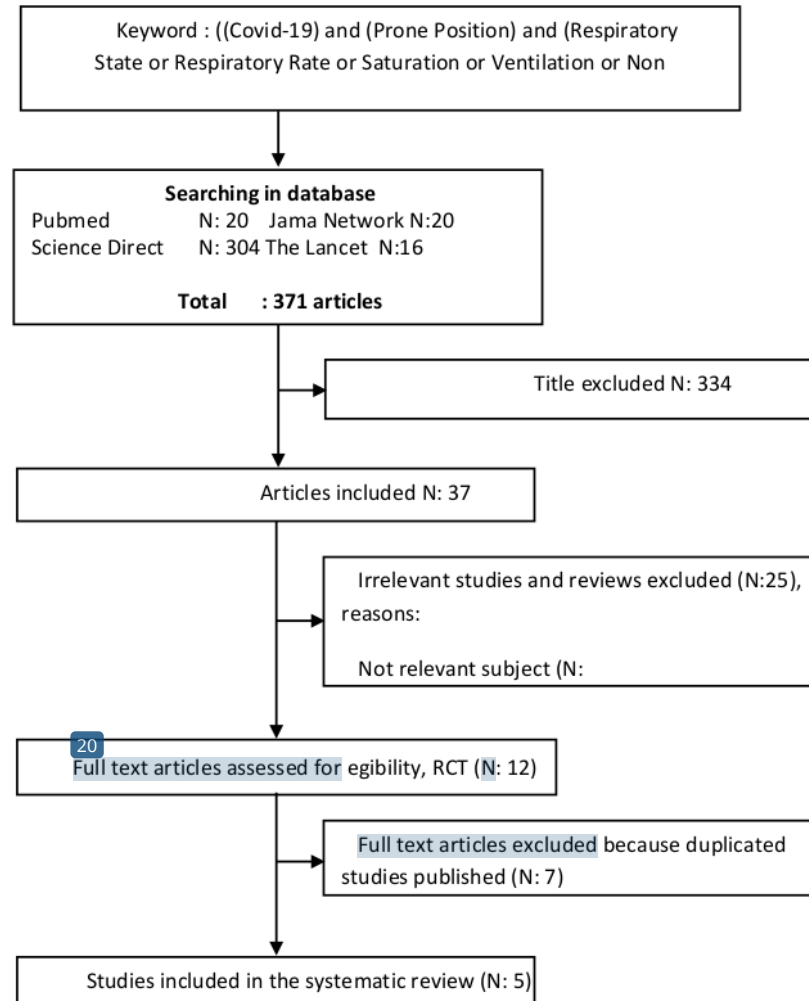 Keyword : ((Covid-19) and (Prone Position) and (Respiratory
State or Respiratory Rate or Saturation or Ventilation or Non
Searching in database
Pubmed N: 20 Jama Network N:20
Science Direct N: 304 The Lancet N:16
Total : 371 articles
Title excluded N: 334
Articles included N: 37
Irrelevant studies and reviews excluded (N:25),
reasons:
Not relevant subject (N:
20
Full text articles assessed for egibility, RCT (N: 12)
Full text articles excluded because duplicated
studies published (N: 7)
Studies included in the systematic review (N: 5)